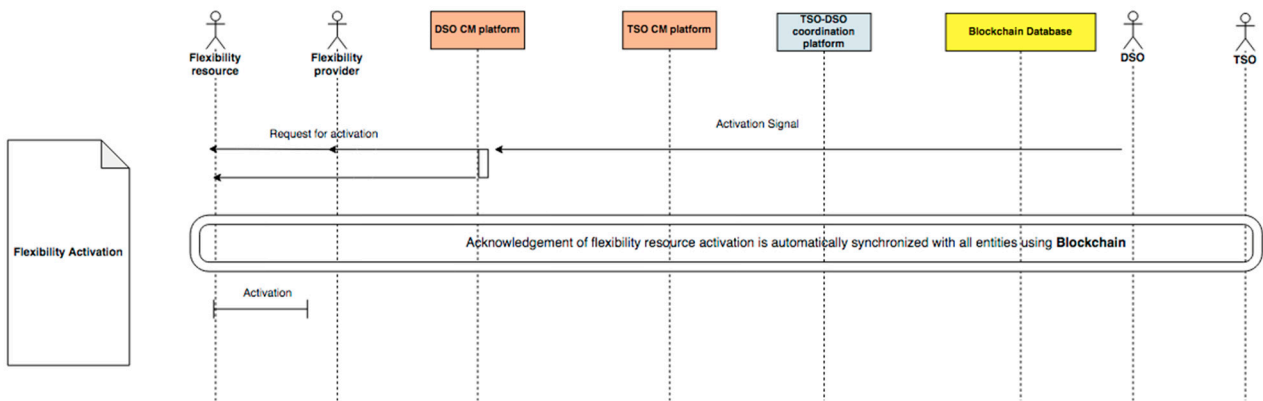 Flexibility
resource
Flexibility
provider
DSO CM platform
TSO CM platform
TSO-DSO
coordination
platform
Blockchain Database
DSO
TSO
Request for activation
Activation Signal
Flexibility Activation
Acknowledgement of flexibility resource activation is automatically synchronized with all entities using Blockchain
Activation